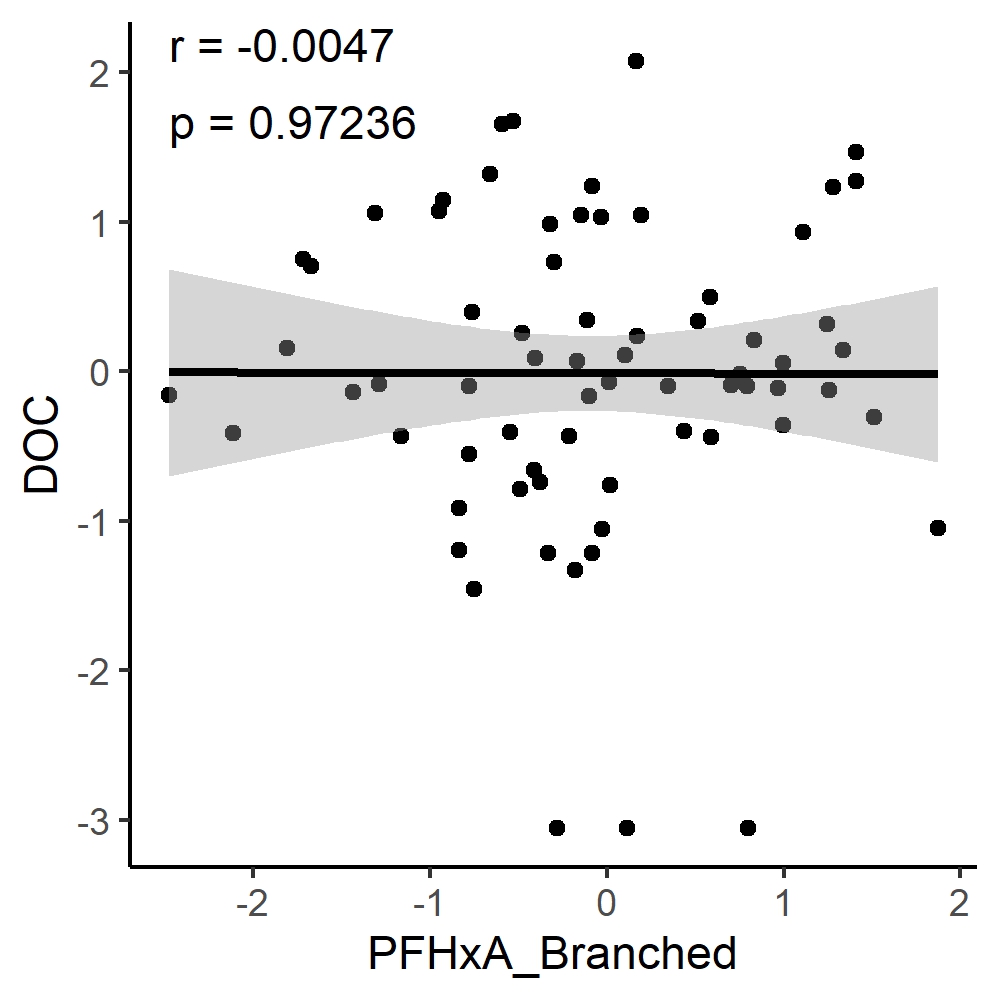 r = -0.0047
p = 0.97236
2
1
0
-1
-2
-3
DOC
-2
-1
0
1
2
PFHxA_Branched